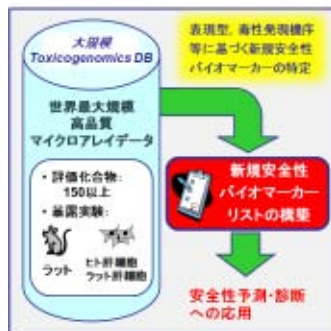 大規模
Toxicogenomics DB
世界最大規模
高品質
マイクロアレイデータ
・評価化合物:
150以上
・基盤実験:
ラット
ヒト肝細胞
ラット肝細胞
表現型，毒性発現機序
等に基づく新規安全性
バイオマーカーの特定
新規安全性
バイオマーカー
リストの構築
安全性予測・診断
への応用